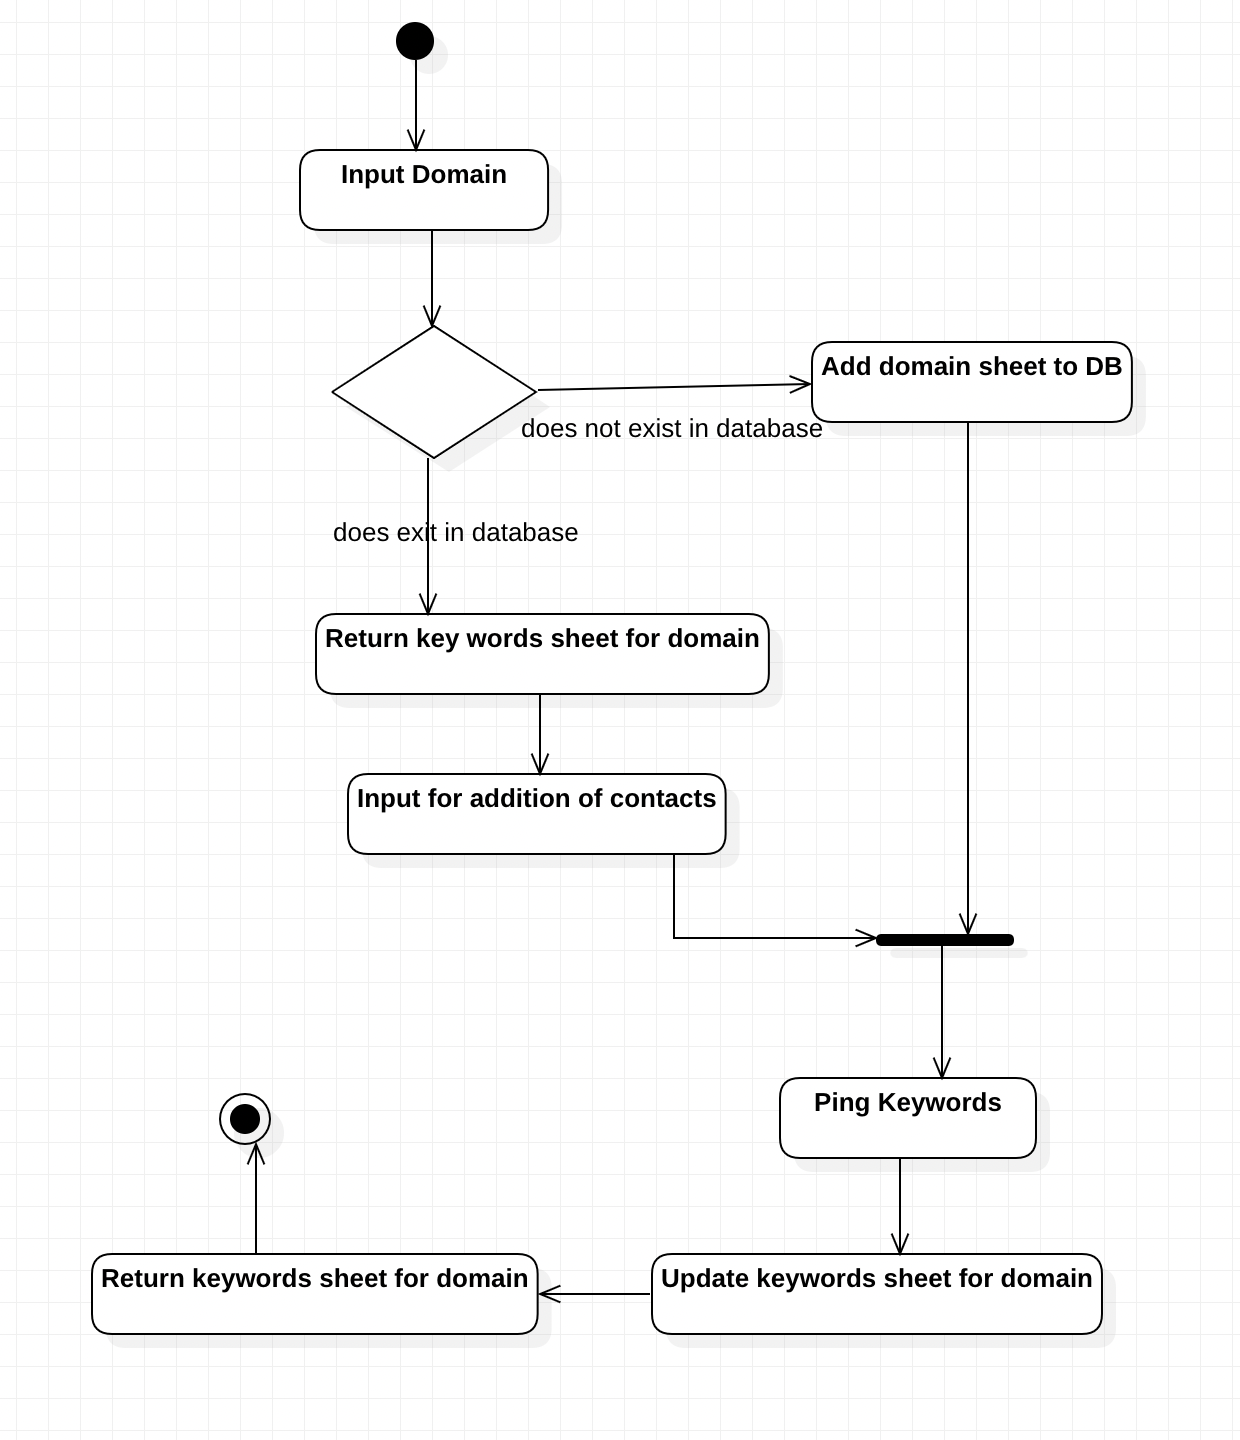 Input Domain
Add domain sheet to DB
does not exist in database
does exit in database
Return key words sheet for domain
Input for addition of contacts
Ping Keywords
Update keywords sheet for domain
Return keywords sheet for domain